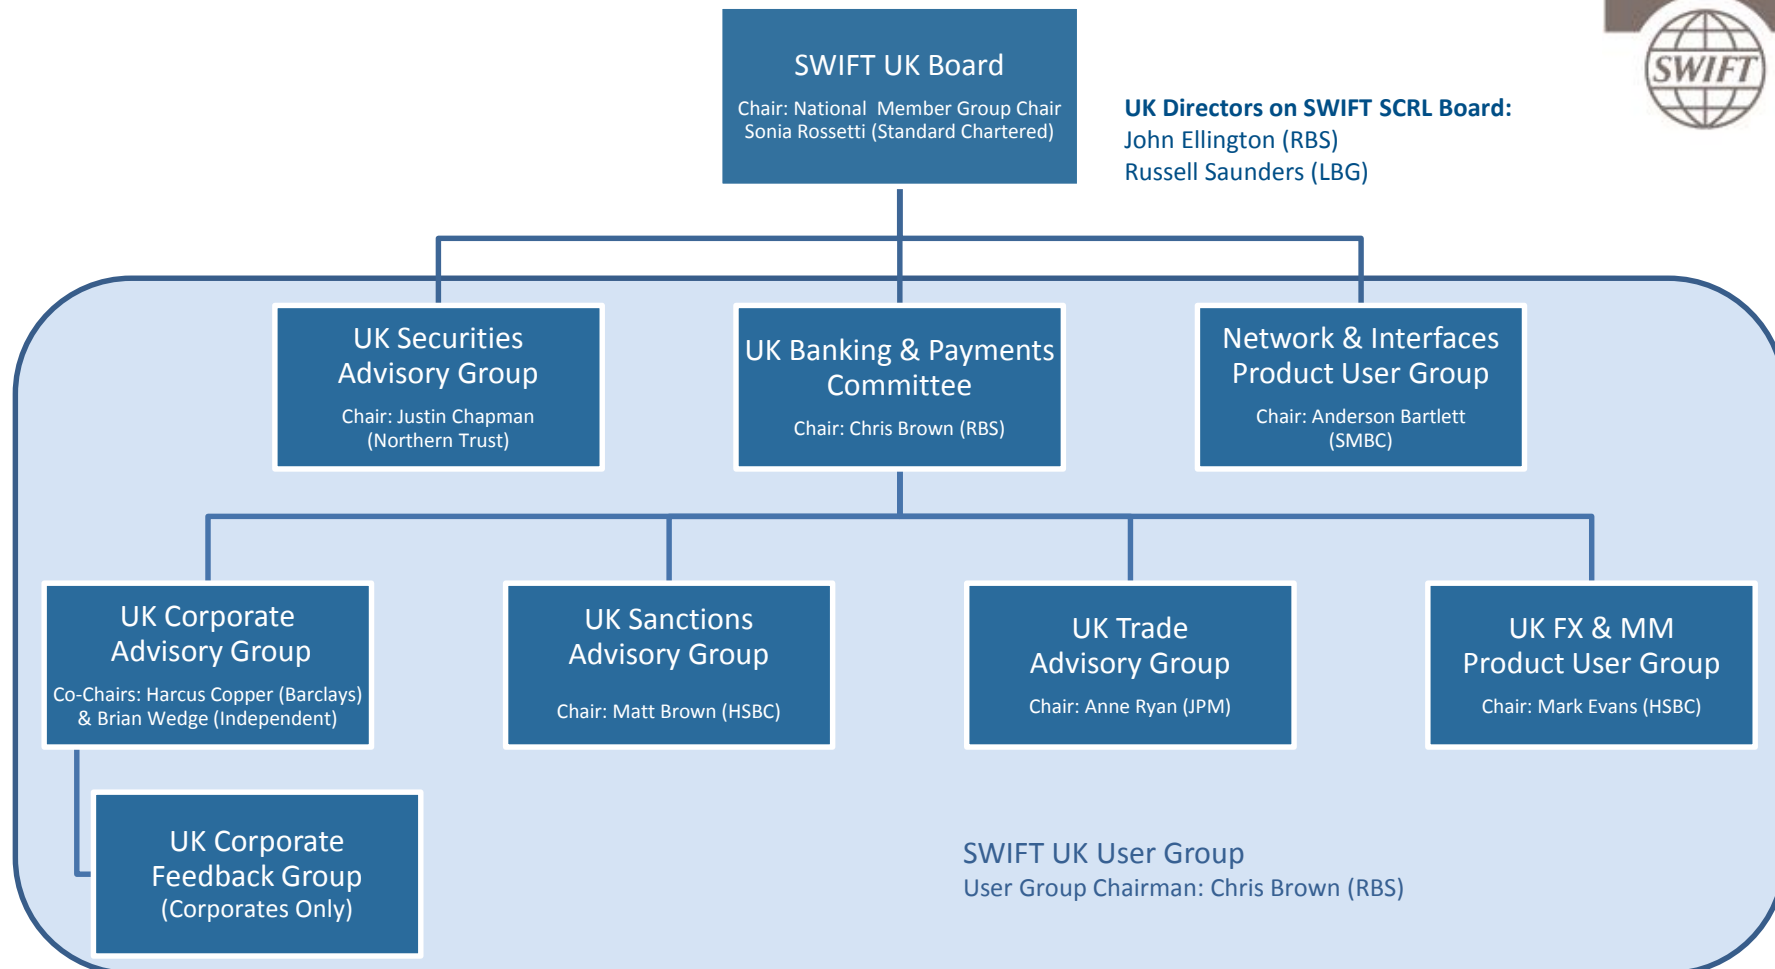 SWIFT UK Board
Chair: National Member Group Chair
Sonia Rossetti (Standard Chartered)
UK Directors on SWIFT SCRL Board:
John Ellington (RBS)
Russell Saunders (LBG)
SWIFT
UK Securities
Advisory Group
Chair: Justin Chapman
(Northern Trust)
UK Banking & Payments
Committee
Chair: Chris Brown (RBS)
Network & Interfaces
Product User Group
Chair: Anderson Bartlett
(SMBC)
UK Corporate
Advisory Group
Co-Chairs: Harcus Copper (Barclays)
& Brian Wedge (Independent)
UK Sanctions
Advisory Group
Chair: Matt Brown (HSBC)
UK Trade
Advisory Group
Chair: Anne Ryan (JPM)
UK FX & MM
Product User Group
Chair: Mark Evans (HSBC)
UK Corporate
Feedback Group
(Corporates Only)
SWIFT UK User Group
User Group Chairman: Chris Brown (RBS)